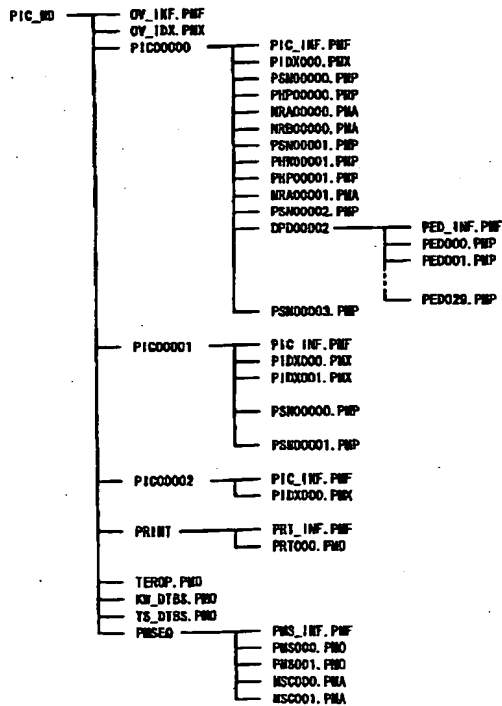 PIC_MD OV_INF.PMF
OV_IDX.PMX
PIC00000 PIC_INF.PMF
PIDX000.PMX
PSN00000.PMP
PHP00000.PMP
MRA00000.PMA
MRB00000.PMA
PSN00001.PMP
PHN00001.PMP
PHP00001.PMP
MRA00001.PMA
PSN00002.PMP
DPD00002 PED_INF.PMF
PED000.PMP
PED001.PMP
PED029.PMP
PSN00003.PMP
PIC00001 PIC_INF.PMF
PIDX000.PMX
PIDX001.PMX
PSN00000.PMP
PSN00001.PMP
PIC00002 PIC_INF.PMF
PIDX000.PMX
PRINT PRT_INF.PMF
PRT000.PMO
TEROP.PMO
KW_DTBS.PMO
TS_DTBS.PMO
PMSEQ PMS_INF.PMF
PMS000.PMO
PMS001.PMO
MSC000.PMA
MSC001.PMA